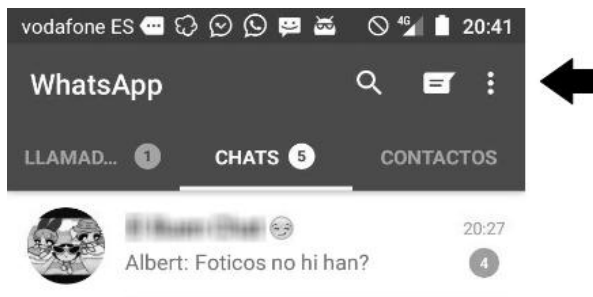 vodafone ES 4G 20:41
WhatsApp
LLAMAD... 1 CHATS 5 CONTACTOS
20:27
Albert: Foticos no hi han? 4